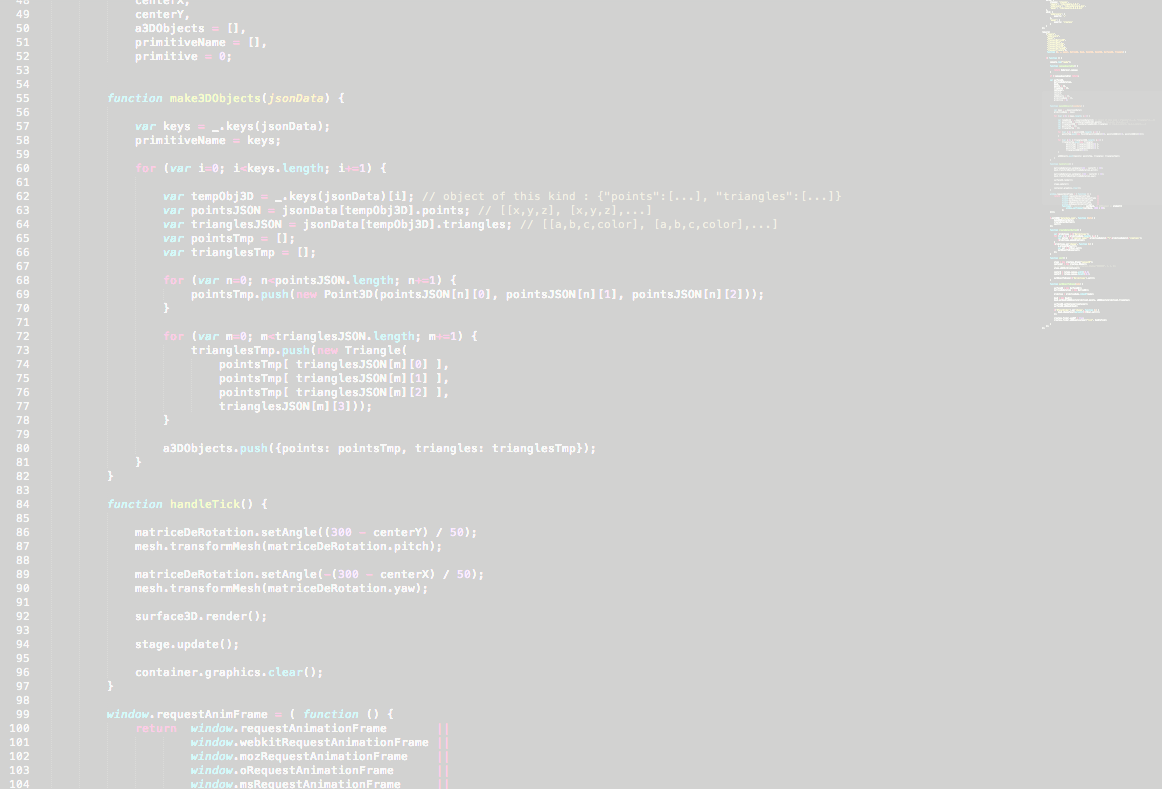 48 centerX,
49 centerY,
50 a3DObjects = [],
51 primitiveName = [],
52 primitive = 0;
53
54
55 function make3DObjects(jsonData) {
56
57 var keys = _.keys(jsonData);
58 primitiveName = keys;
59
60 for (var i=0; i<keys.length; i+=1) {
61
62 var tempObj3D = _.keys(jsonData)[i]; // object of this kind : {"points":[...], "triangles":[...]}
63 var pointsJSON = jsonData[tempObj3D].points; // [[x,y,z], [x,y,z],...]
64 var trianglesJSON = jsonData[tempObj3D].triangles; // [[a,b,c,color], [a,b,c,color],...]
65 var pointsTmp = [];
66 var trianglesTmp = [];
67
68 for (var n=0; n<pointsJSON.length; n+=1) {
69 pointsTmp.push(new Point3D(pointsJSON[n][0], pointsJSON[n][1], pointsJSON[n][2]));
70 }
71
72 for (var m=0; m<trianglesJSON.length; m+=1) {
73 trianglesTmp.push(new Triangle(
74 pointsTmp[ trianglesJSON[m][0] ],
75 pointsTmp[ trianglesJSON[m][1] ],
76 pointsTmp[ trianglesJSON[m][2] ],
77 trianglesJSON[m][3]));
78 }
79
80 a3DObjects.push({points: pointsTmp, triangles: trianglesTmp});
81 }
82 }
83
84 function handleTick() {
85
86 matriceDeRotation.setAngle((300 - centerY) / 50);
87 mesh.transformMesh(matriceDeRotation.pitch);
88
89 matriceDeRotation.setAngle(-(300 - centerX) / 50);
90 mesh.transformMesh(matriceDeRotation.yaw);
91
92 surface3D.render();
93
94 stage.update();
95
96 container.graphics.clear();
97 }
98
99 window.requestAnimFrame = ( function () {
100 return window.requestAnimationFrame ||
101 window.webkitRequestAnimationFrame ||
102 window.mozRequestAnimationFrame ||
103 window.oRequestAnimationFrame ||
104 window.msRequestAnimationFrame ||